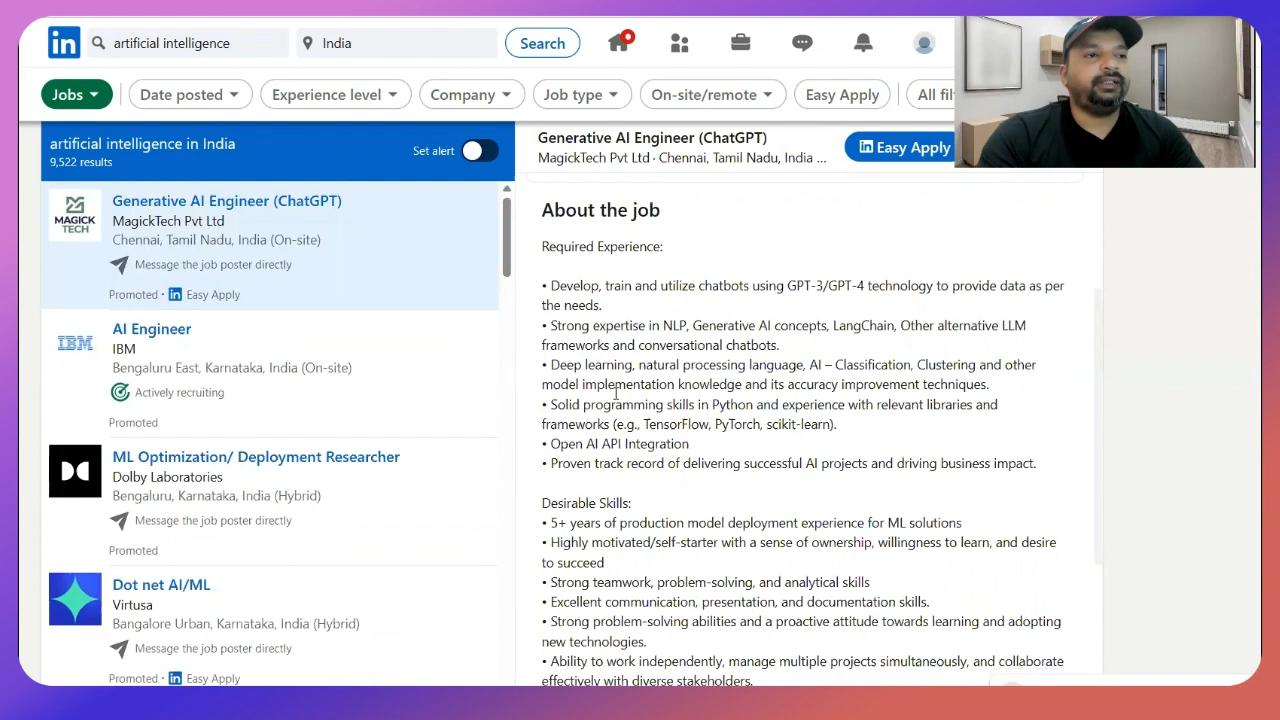 in
artificial intelligence
India
Search
Jobs
Date posted
Experience level
Company
Job type
On-site/remote
Easy Apply
All fil
artificial intelligence in India
9,522 results
Set alert
MAGICK
TECH
Generative AI Engineer (ChatGPT)
MagickTech Pvt Ltd
Chennai, Tamil Nadu, India (On-site)
Message the job poster directly
Promoted · in Easy Apply
IBM
AI Engineer
IBM
Bengaluru East, Karnataka, India (On-site)
Actively recruiting
Promoted
ML Optimization/ Deployment Researcher
Dolby Laboratories
Bengaluru, Karnataka, India (Hybrid)
Message the job poster directly
Promoted
Dot net AI/ML
Virtusa
Bangalore Urban, Karnataka, India (Hybrid)
Message the job poster directly
Promoted · in Easy Apply
Generative AI Engineer (ChatGPT)
MagickTech Pvt Ltd · Chennai, Tamil Nadu, India ...
in Easy Apply
About the job
Required Experience:
• Develop, train and utilize chatbots using GPT-3/GPT-4 technology to provide data as per
the needs.
• Strong expertise in NLP, Generative AI concepts, LangChain, Other alternative LLM
frameworks and conversational chatbots.
• Deep learning, natural processing language, AI – Classification, Clustering and other
model implementation knowledge and its accuracy improvement techniques.
• Solid programming skills in Python and experience with relevant libraries and
frameworks (e.g., TensorFlow, PyTorch, scikit-learn).
• Open AI API Integration
• Proven track record of delivering successful AI projects and driving business impact.
Desirable Skills:
• 5+ years of production model deployment experience for ML solutions
• Highly motivated/self-starter with a sense of ownership, willingness to learn, and desire
to succeed
• Strong teamwork, problem-solving, and analytical skills
• Excellent communication, presentation, and documentation skills.
• Strong problem-solving abilities and a proactive attitude towards learning and adopting
new technologies.
• Ability to work independently, manage multiple projects simultaneously, and collaborate
effectively with diverse stakeholders.